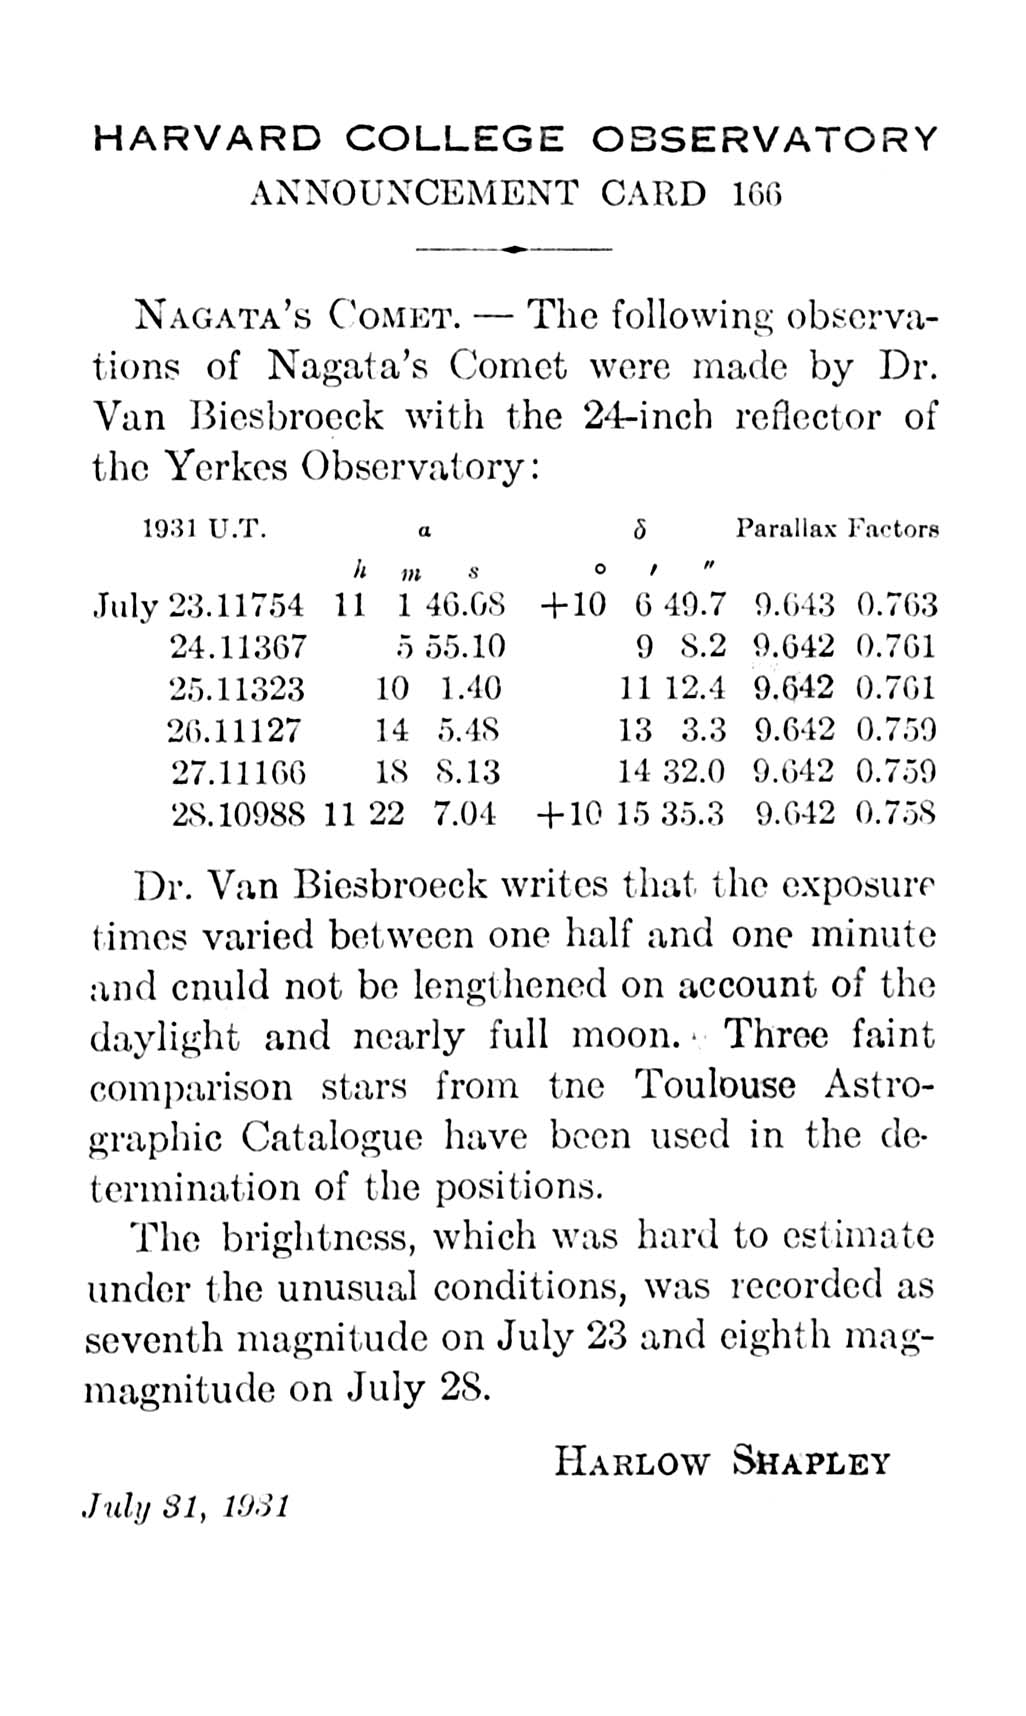 HARVARD COLLEGE OBSERVATORY
ANNOUNCEMENT CARD 166
NAGATA'S COMET. — The following observa-
tions of Nagata's Comet were made by Dr.
Van Biesbroeck with the 24-inch reflector of
the Yerkes Observatory:
1931 U.T. α δ Parallax Factors
h m s ° ′ ″
July 23.11754 11 1 46.68 +10 6 49.7 9.643 0.763
24.11367 5 55.10 9 8.2 9.642 0.761
25.11323 10 1.40 11 12.4 9.642 0.761
26.11127 14 5.48 13 3.3 9.642 0.759
27.11166 18 8.13 14 32.0 9.642 0.759
28.10988 11 22 7.04 +10 15 35.3 9.642 0.758
Dr. Van Biesbroeck writes that the exposure
times varied between one half and one minute
and cnuld not be lengthened on account of the
daylight and nearly full moon. Three faint
comparison stars from tne Toulouse Astro-
graphic Catalogue have been used in the de-
termination of the positions.
The brightness, which was hard to estimate
under the unusual conditions, was recorded as
seventh magnitude on July 23 and eighth mag-
magnitude on July 28.
HARLOW SHAPLEY
July 31, 1931